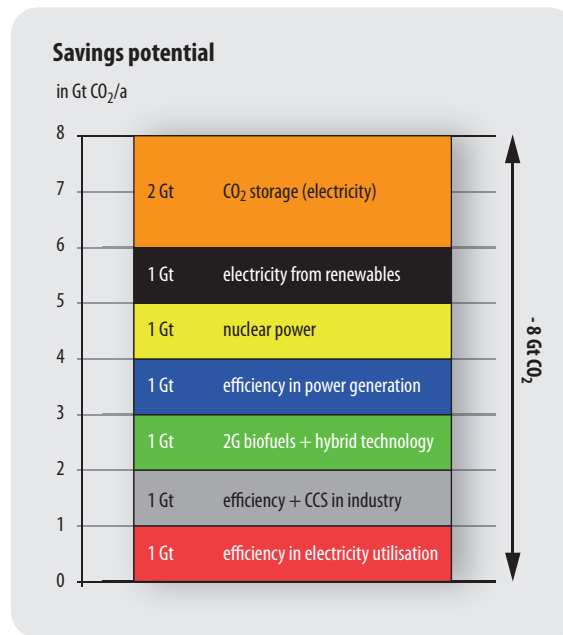 Savings potential
in Gt CO₂/a
8
7
2 Gt CO₂ storage (electricity)
6
1 Gt electricity from renewables
5
1 Gt nuclear power
4
1 Gt efficiency in power generation
3
1 Gt 2G biofuels + hybrid technology
2
1 Gt efficiency + CCS in industry
1
1 Gt efficiency in electricity utilisation
0
- 8 Gt CO₂